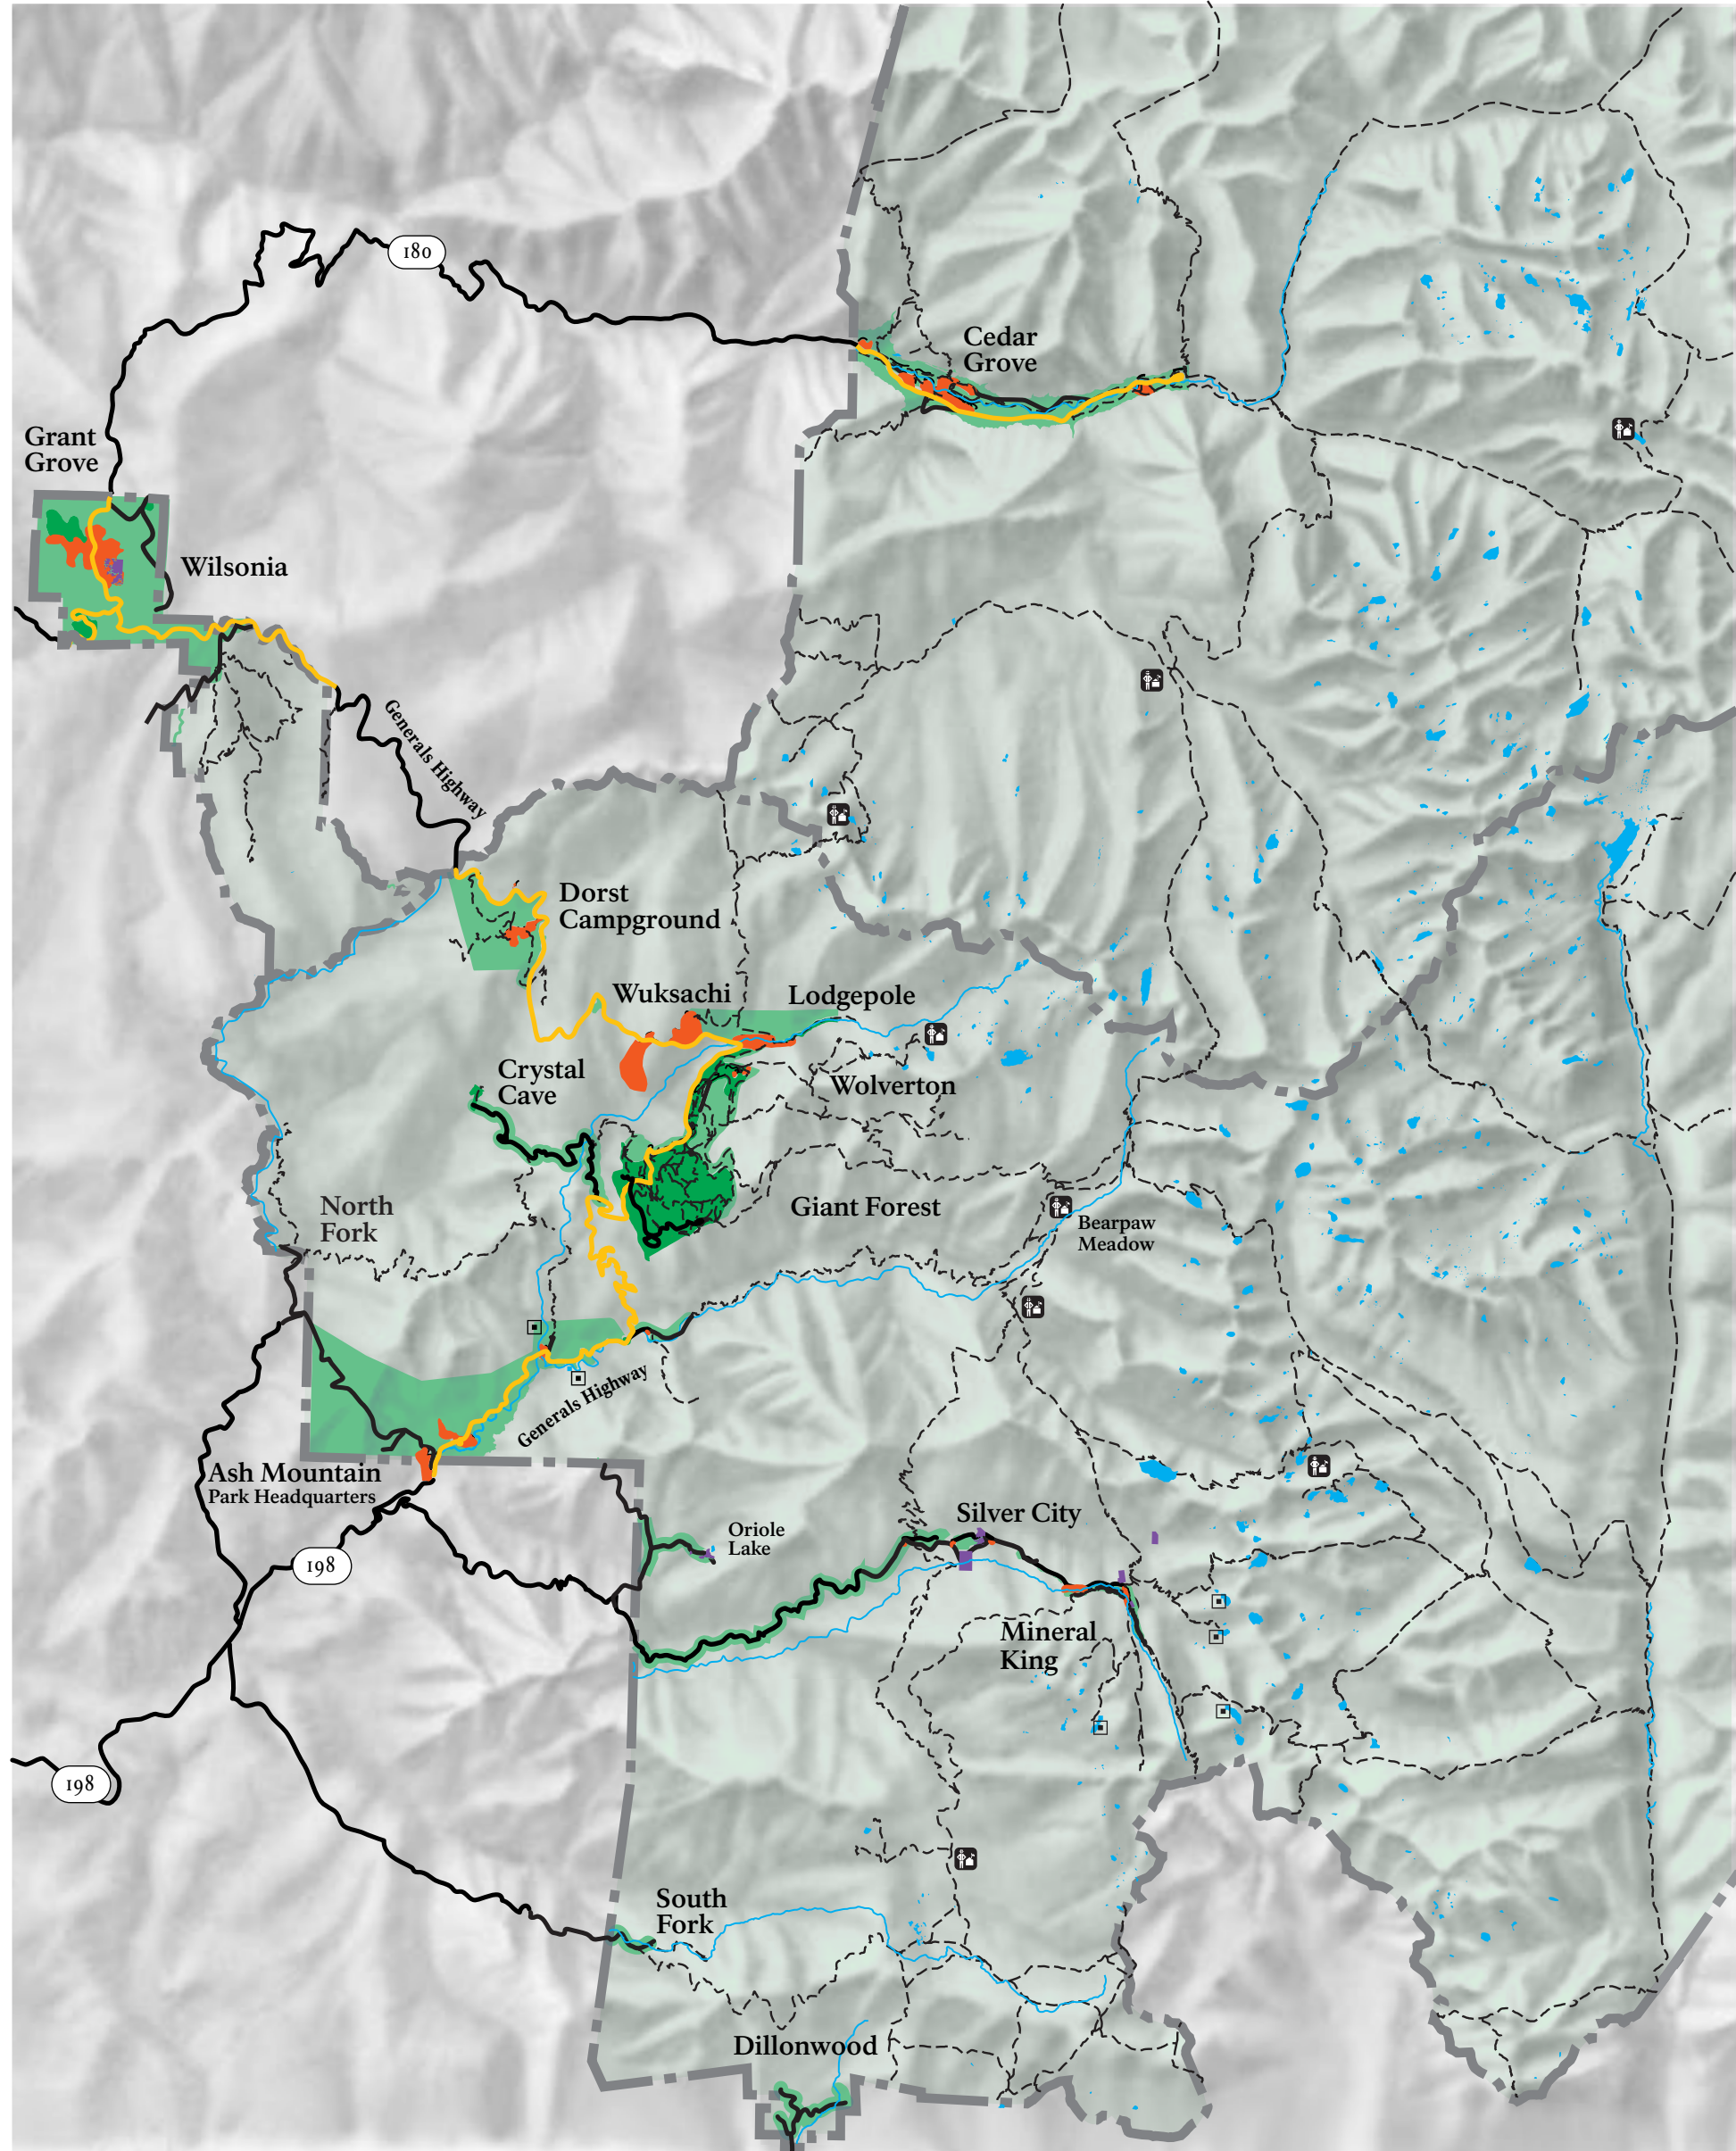 180
Cedar
Grove
Grant
Grove
Wilsonia
Generals Highway
Dorst
Campground
Wuksachi
Lodgepole
Crystal
Cave
Wolverton
North
Fork
Giant Forest
Bearpaw
Meadow
Generals Highway
Ash Mountain
Park Headquarters
Silver City
Oriole
Lake
198
Mineral
King
198
South
Fork
Dillonwood